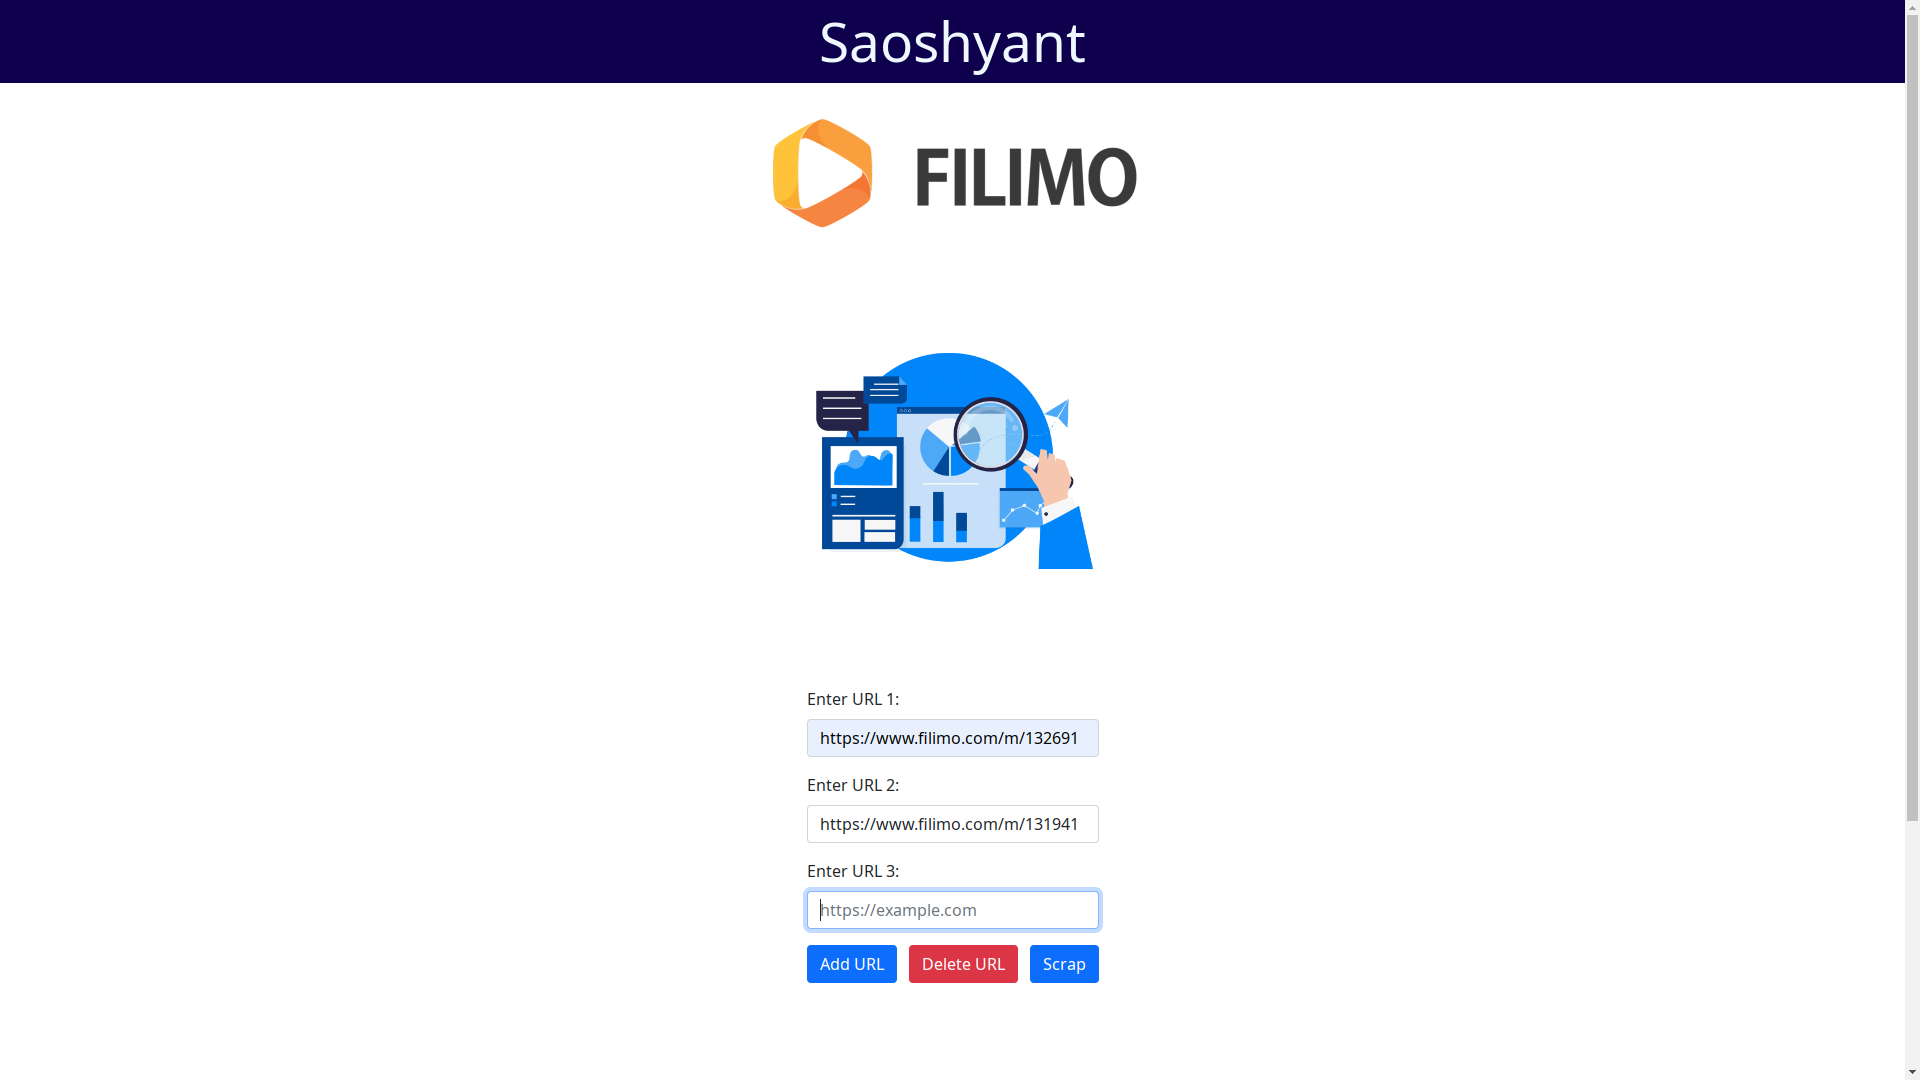 Saoshyant
FILIMO
Enter URL 1:
https://www.filimo.com/m/132691
Enter URL 2:
https://www.filimo.com/m/131941
Enter URL 3:
https://example.com
Add URL
Delete URL
Scrap